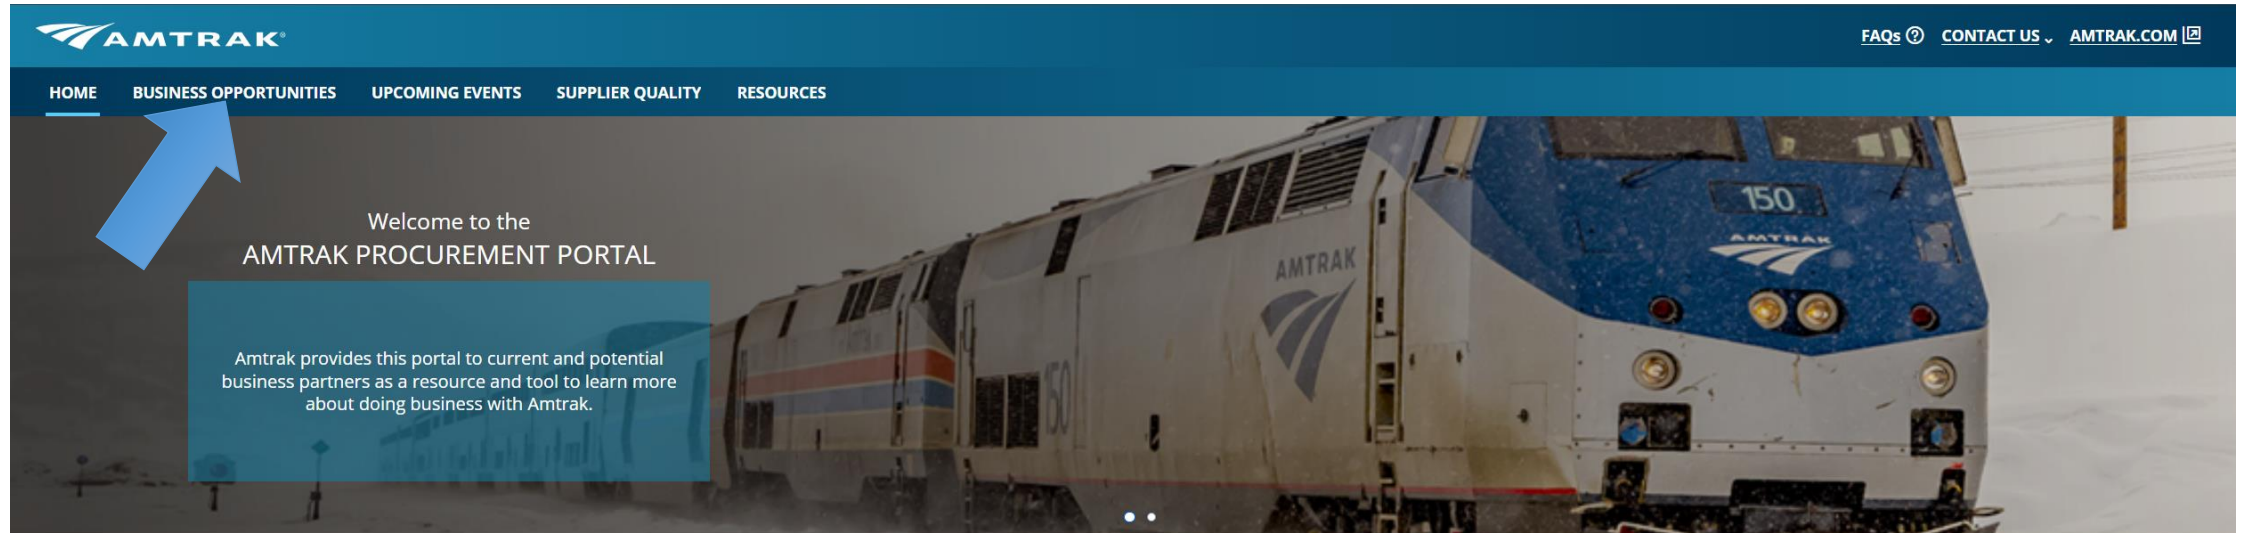 AMTRAK
FAQs CONTACT US AMTRAK.COM
HOME BUSINESS OPPORTUNITIES UPCOMING EVENTS SUPPLIER QUALITY RESOURCES
Welcome to the
AMTRAK PROCUREMENT PORTAL
Amtrak provides this portal to current and potential
business partners as a resource and tool to learn more
about doing business with Amtrak.
150
AMTRAK
AMTRAK
150